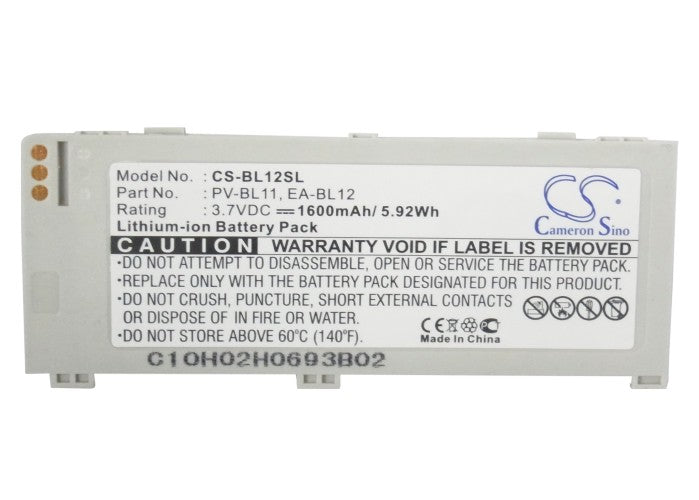 Model No.: CS-BL12SL
Part No. : PV-BL11, EA-BL12
Rating : 3.7VDC ⎓1600mAh/ 5.92Wh
Lithium-ion Battery Pack
CS
Cameron Sino
CAUTION WARRANTY VOID IF LABEL IS REMOVED!
•DO NOT ATTEMPT TO DISASSEMBLE, OPEN OR SERVICE THE BATTERY PACK.
•REPLACE WITH THE BATTERY PACK DESIGNATED FOR THIS PRODUCT.
•DO NOT CRUSH, PUNCTURE, SHORT EXTERNAL CONTACTS
OR DISPOSE OF IN FIRE OR WATER.
•DO NOT STORE ABOVE 60°C (140°F).
CE
Made In China
C10H02H0693B02